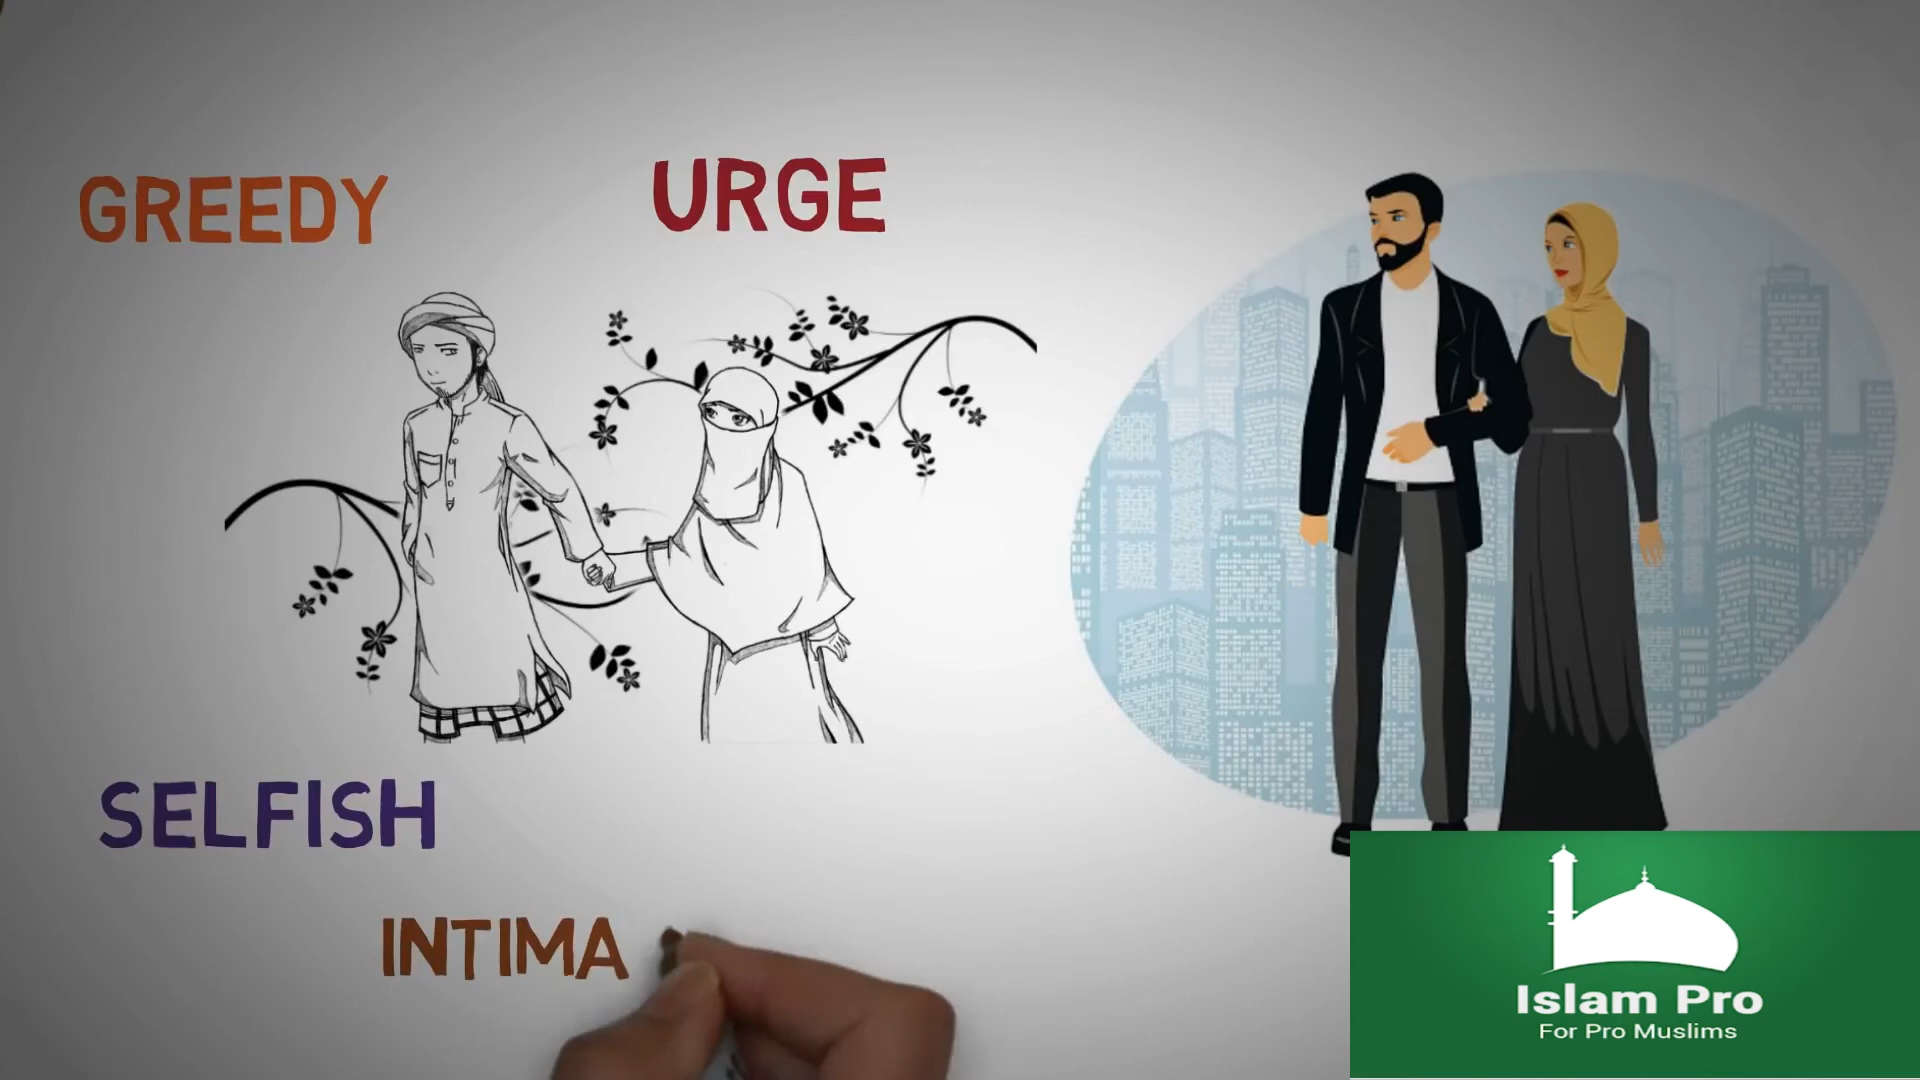 GREEDY
URGE
SELFISH
INTIMA
Islam Pro
For Pro Muslims